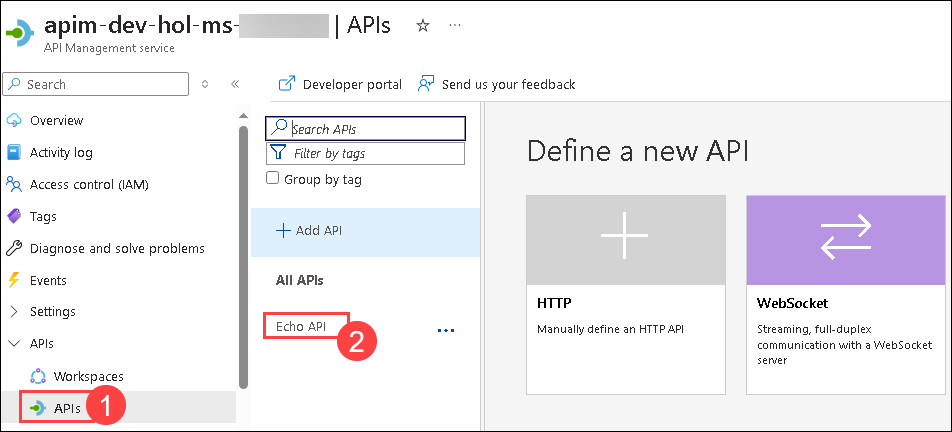 apim-dev-hol-ms- | APIs
API Management service
Search
Developer portal
Send us your feedback
Overview
Activity log
Access control (IAM)
Tags
Diagnose and solve problems
Events
Settings
APIs
Workspaces
APIs
1
Search APIs
Filter by tags
Group by tag
+ Add API
All APIs
Echo API
2
Define a new API
HTTP
Manually define an HTTP API
WebSocket
Streaming, full-duplex
communication with a WebSocket
server